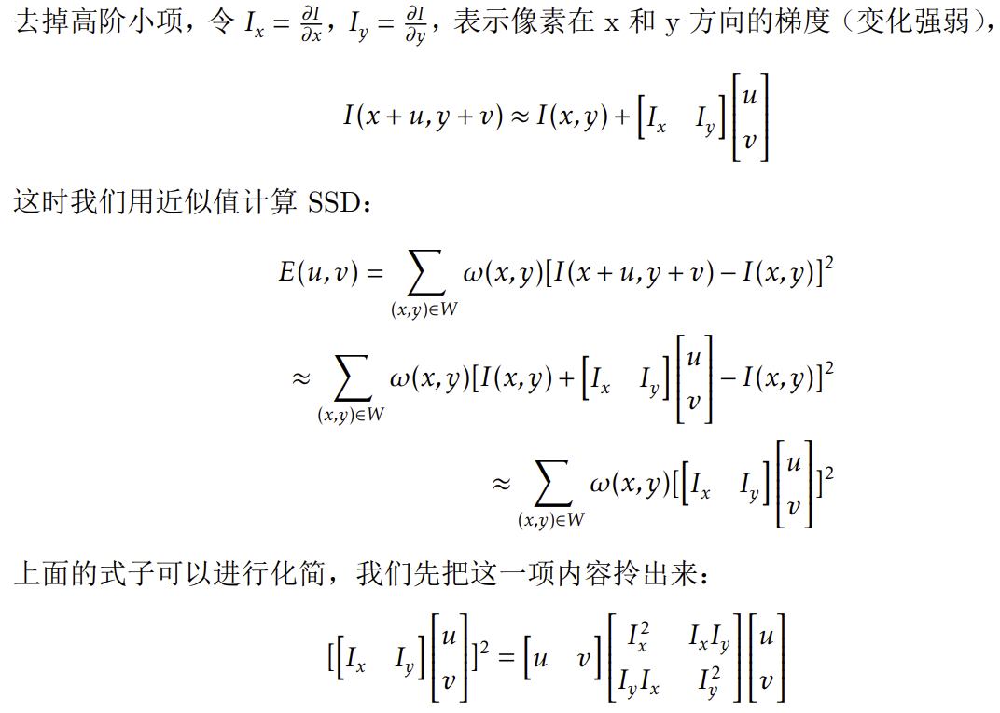 去掉高阶小项，令 $I_x = \frac{\partial I}{\partial x}$，$I_y = \frac{\partial I}{\partial y}$，表示像素在 x 和 y 方向的梯度（变化强弱），
$I(x+u, y+v) \approx I(x,y) + \begin{bmatrix} I_x & I_y \end{bmatrix} \begin{bmatrix} u \\ v \end{bmatrix}$
这时我们用近似值计算 SSD：
$E(u,v) = \sum_{(x,y) \in W} \omega(x,y)[I(x+u, y+v) - I(x,y)]^2$
$\approx \sum_{(x,y) \in W} \omega(x,y)[I(x,y) + \begin{bmatrix} I_x & I_y \end{bmatrix} \begin{bmatrix} u \\ v \end{bmatrix} - I(x,y)]^2$
$\approx \sum_{(x,y) \in W} \omega(x,y)[\begin{bmatrix} I_x & I_y \end{bmatrix} \begin{bmatrix} u \\ v \end{bmatrix}]^2$
上面的式子可以进行化简，我们先把这一项内容拎出来：
$[\begin{bmatrix} I_x & I_y \end{bmatrix} \begin{bmatrix} u \\ v \end{bmatrix}]^2 = \begin{bmatrix} u & v \end{bmatrix} \begin{bmatrix} I_x^2 & I_x I_y \\ I_y I_x & I_y^2 \end{bmatrix} \begin{bmatrix} u \\ v \end{bmatrix}$